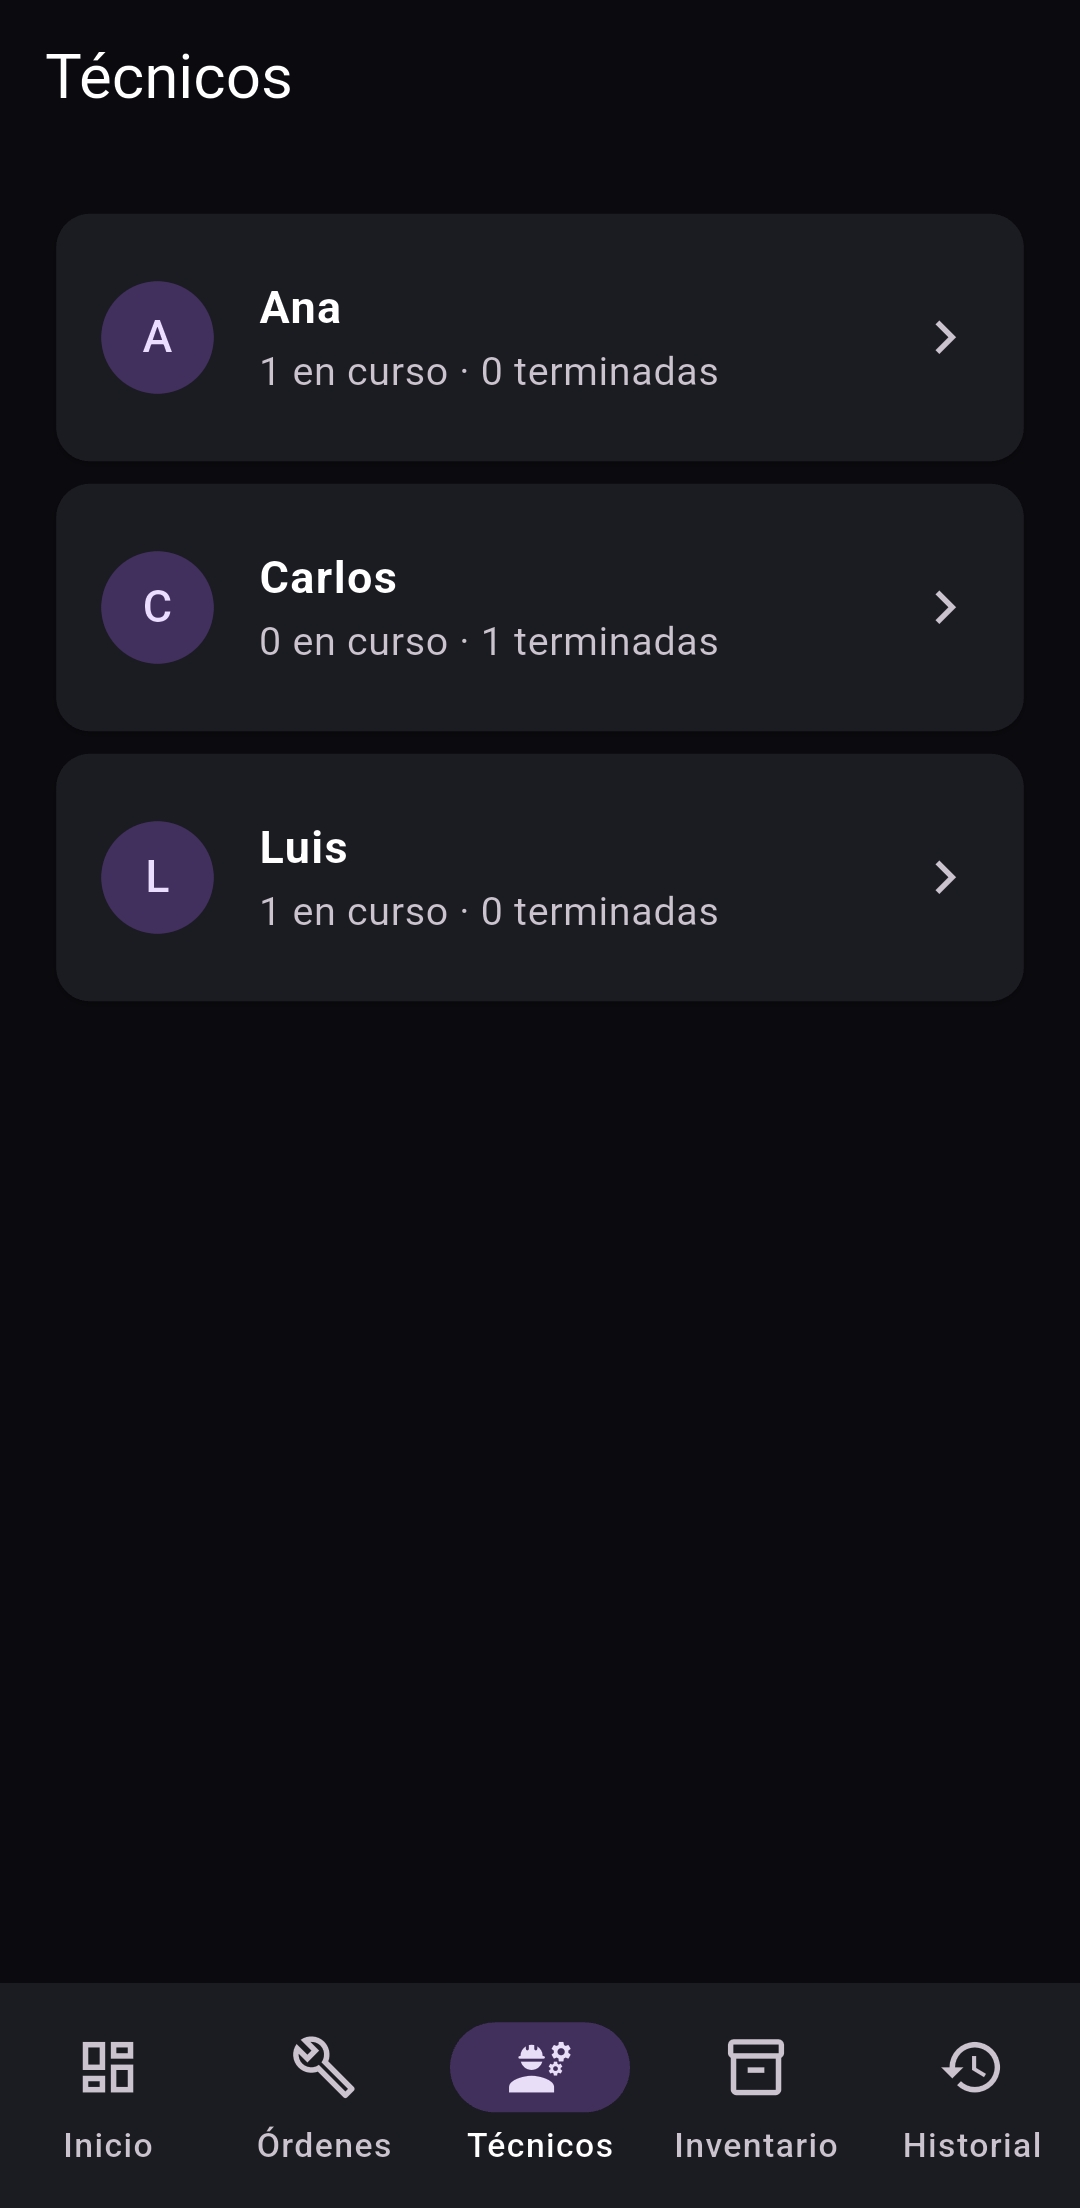 Técnicos
A
Ana
1 en curso · 0 terminadas
C
Carlos
0 en curso · 1 terminadas
L
Luis
1 en curso · 0 terminadas
Inicio
Órdenes
Técnicos
Inventario
Historial